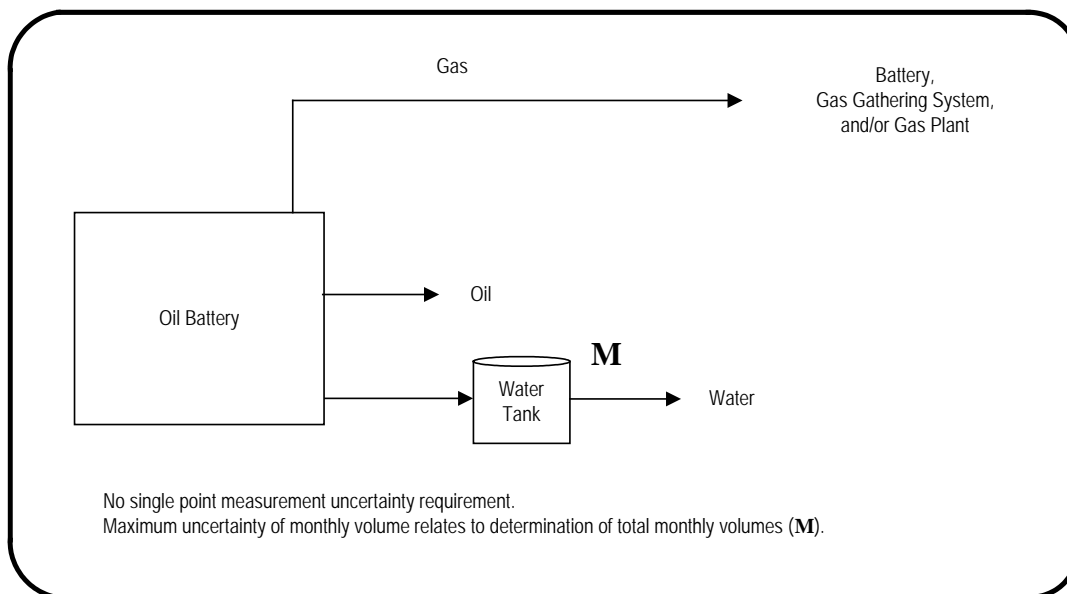 Gas
Battery,
Gas Gathering System,
and/or Gas Plant
Oil Battery
Oil
M
Water
Tank
Water
No single point measurement uncertainty requirement.
Maximum uncertainty of monthly volume relates to determination of total monthly volumes (M).